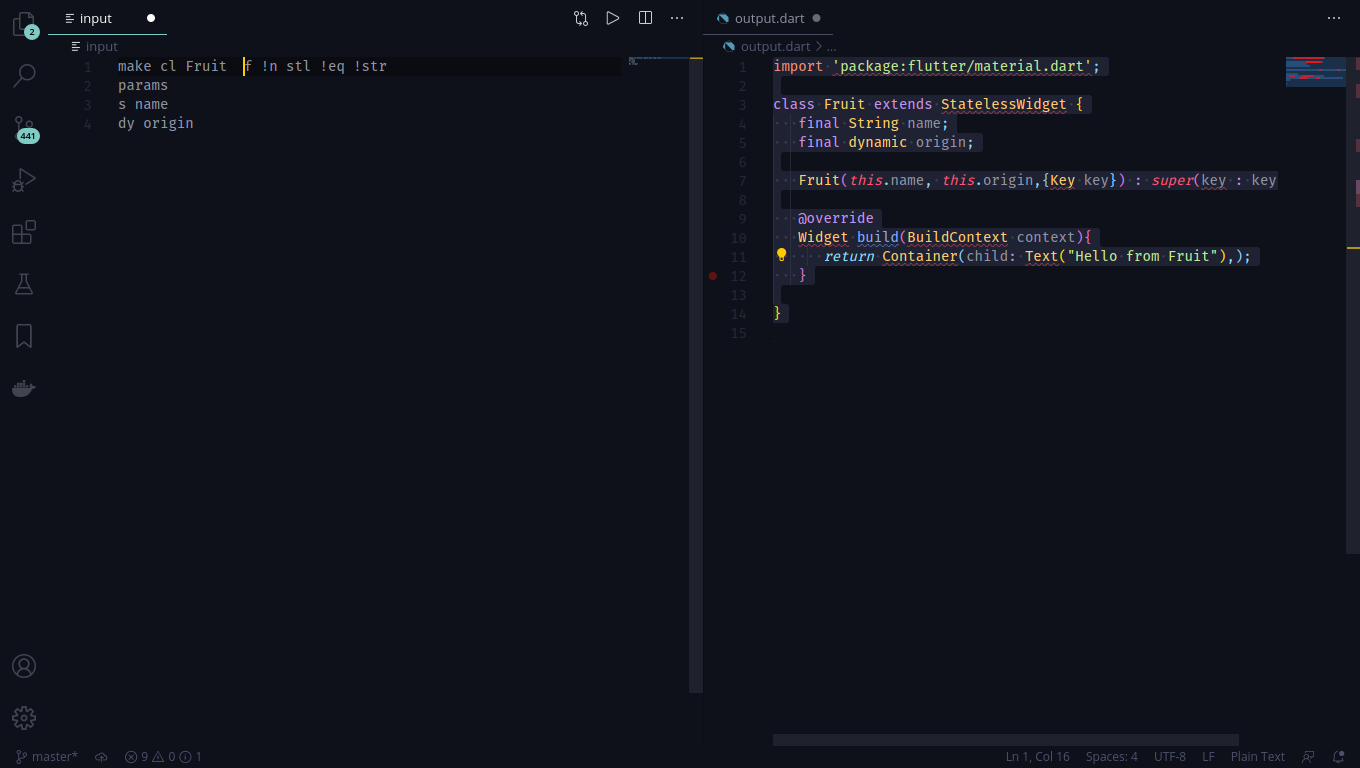 input
output.dart
2
input
output.dart > ...
1 make cl Fruit  f !n stl !eq !str
2 params
3 s name
4 dy origin
441
1 import 'package:flutter/material.dart';
2
3 class Fruit extends StatelessWidget {
4 final String name;
5 final dynamic origin;
6
7 Fruit(this.name, this.origin,{Key key}) : super(key : key
8
9 @override
10 Widget build(BuildContext context){
11 return Container(child: Text("Hello from Fruit"),);
12 }
13
14 }
15
master* 9 0 1 Ln 1, Col 16 Spaces: 4 UTF-8 LF Plain Text